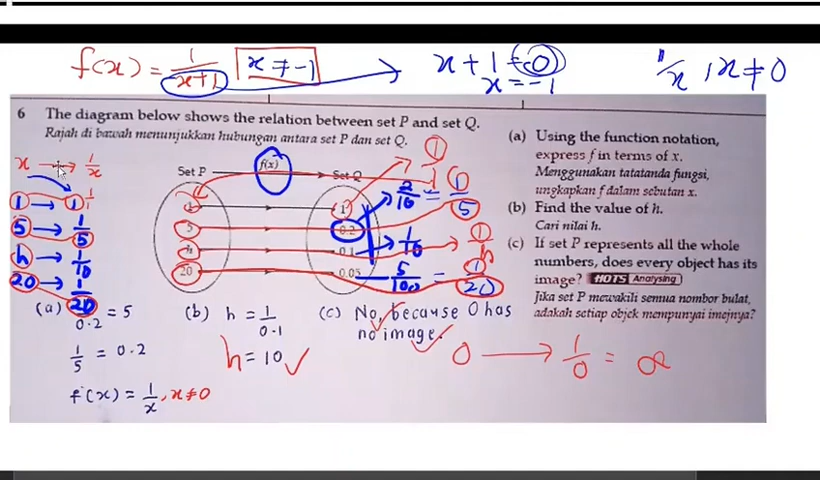 f(x) = 1/(x+1) x ≠ -1
x + 1 = 0
x = -1
1/x , x ≠ 0
6 The diagram below shows the relation between set P and set Q.
Rajah di bawah menunjukkan hubungan antara set P dan set Q.
x → 1/x
1 → 1/1
5 → 1/5
h → 1/10
20 → 1/20
Set P f(x) Set Q
1 1
5 0.2 2/10 = 1/5
h 0.1 1/10 → 1/h
20 0.05 5/100 = 1/20
(a) Using the function notation,
express f in terms of x.
Menggunakan tatatanda fungsi,
ungkapkan f dalam sebutan x.
(b) Find the value of h.
Cari nilai h.
(c) If set P represents all the whole
numbers, does every object has its
image? HOTS Analysing
Jika set P mewakili semua nombor bulat,
adakah setiap objek mempunyai imejnya?
(a) 1/0.2 = 5
1/5 = 0.2
f(x) = 1/x , x ≠ 0
(b) h = 1/0.1
h = 10
(c) No, because 0 has
no image.
0 → 1/0 = ∞